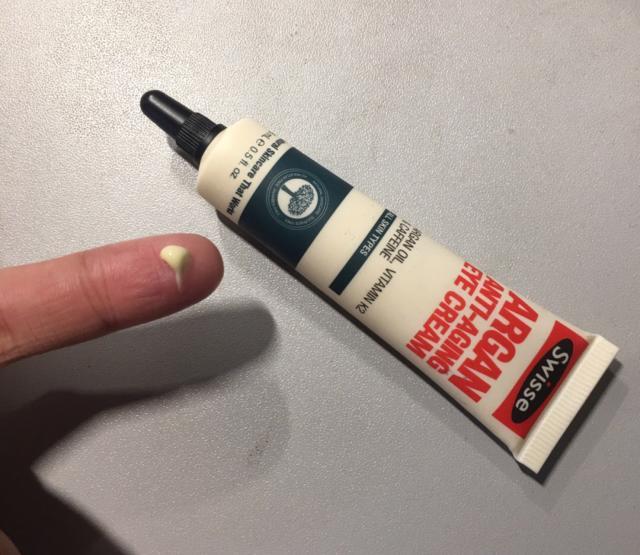 Swisse
ARGAN
ANTI-AGING
EYE CREAM
ARGAN OIL, VITAMIN K2
CAFFEINE
ALL SKIN TYPES
Skincare That Works
mL ℮ 0.5 fl. oz